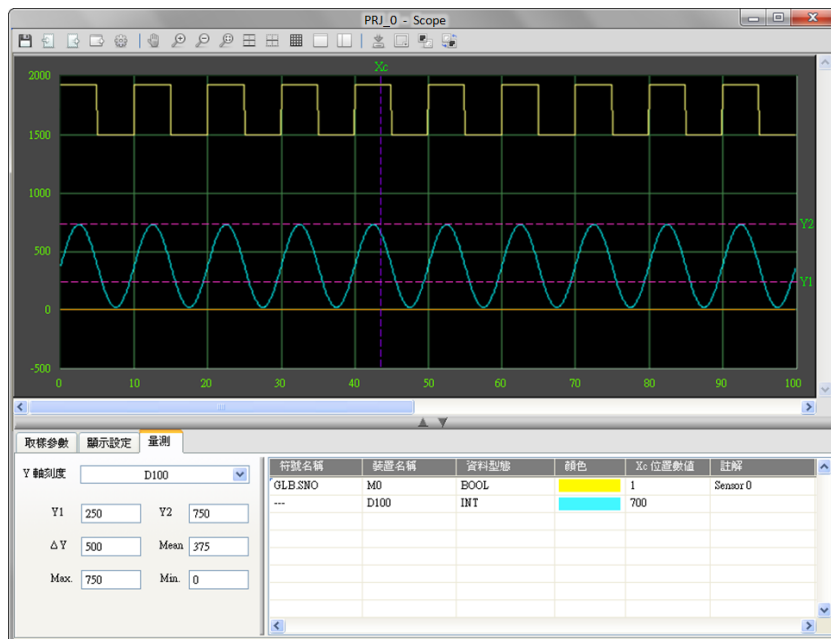 PRJ_0 - Scope
Xc
2000
1500
1000
500
0
-500
Y2
Y1
0 10 20 30 40 50 60 70 80 90 100
取樣參數 顯示設定 量測
Y 軸刻度 D100
Y1 250 Y2 750
△Y 500 Mean 375
Max. 750 Min. 0
符號名稱 裝置名稱 資料型態 顏色 Xc 位置數值 註解
GLB.SNO M0 BOOL 1 Sensor 0
--- D100 INT 700